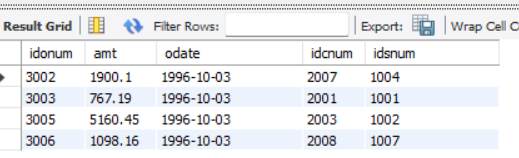 Result Grid Filter Rows: Export: Wrap Cell C
idonum amt odate idcnum idsnum
3002 1900.1 1996-10-03 2007 1004
3003 767.19 1996-10-03 2001 1001
3005 5160.45 1996-10-03 2003 1002
3006 1098.16 1996-10-03 2008 1007